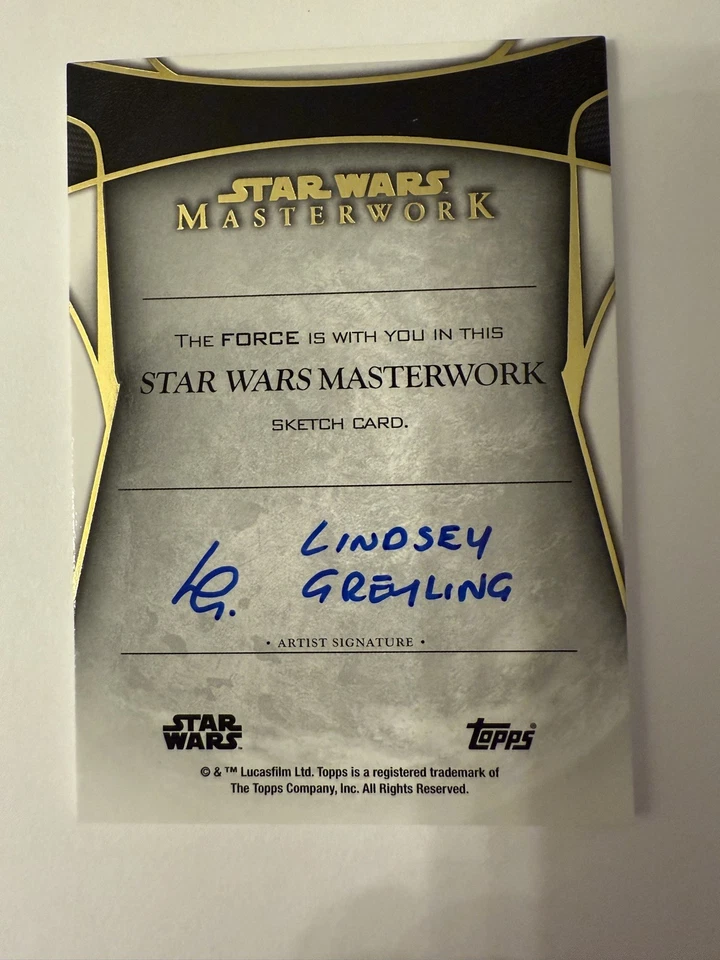 STAR WARS
MASTERWORK
THE FORCE IS WITH YOU IN THIS
STAR WARS MASTERWORK
SKETCH CARD.
LG. LINDSEY
GREYLING
• ARTIST SIGNATURE •
STAR WARS™ topps®
© & ™ Lucasfilm Ltd. Topps is a registered trademark of
The Topps Company, Inc. All Rights Reserved.